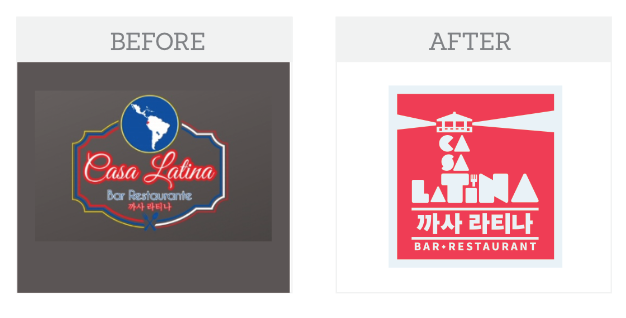 BEFORE
Casa Latina
Bar Restaurante
까사 라티나
AFTER
CA
SA
LATINA
까사 라티나
BAR•RESTAURANT